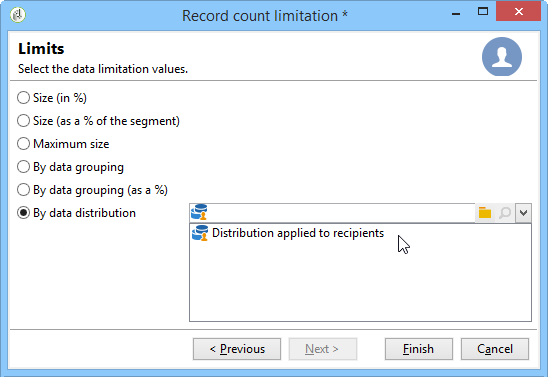 Record count limitation *
Limits
Select the data limitation values.
Size (in %)
Size (as a % of the segment)
Maximum size
By data grouping
By data grouping (as a %)
By data distribution
Distribution applied to recipients
< Previous
Next >
Finish
Cancel